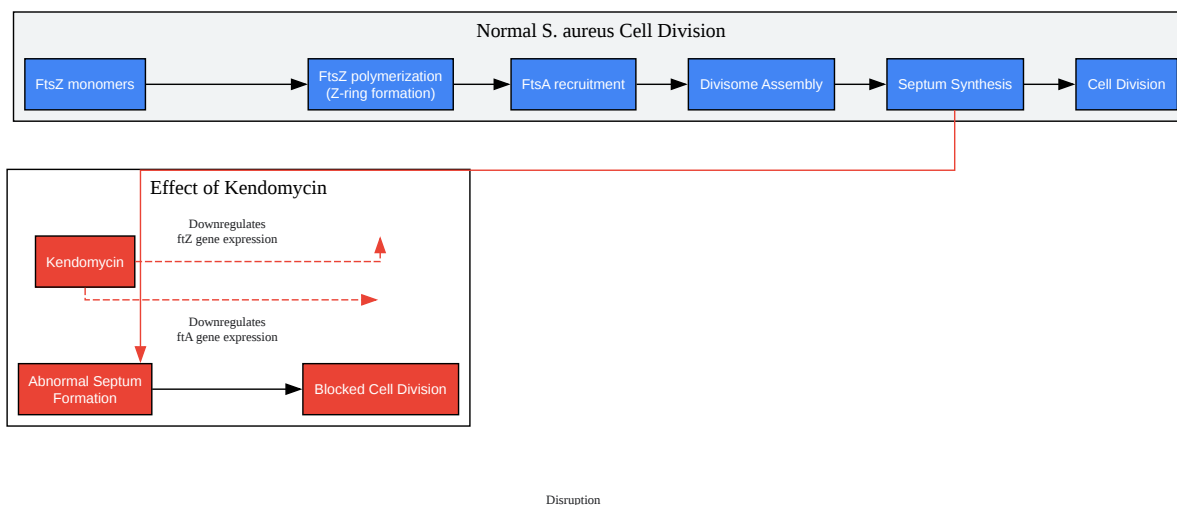 Normal S. aureus Cell Division
FtsZ monomers
FtsZ polymerization
(Z-ring formation)
FtsA recruitment
Divisome Assembly
Septum Synthesis
Cell Division
Effect of Kendomycin
Downregulates
ftZ gene expression
Kendomycin
Downregulates
ftA gene expression
Abnormal Septum
Formation
Blocked Cell Division
Disruption